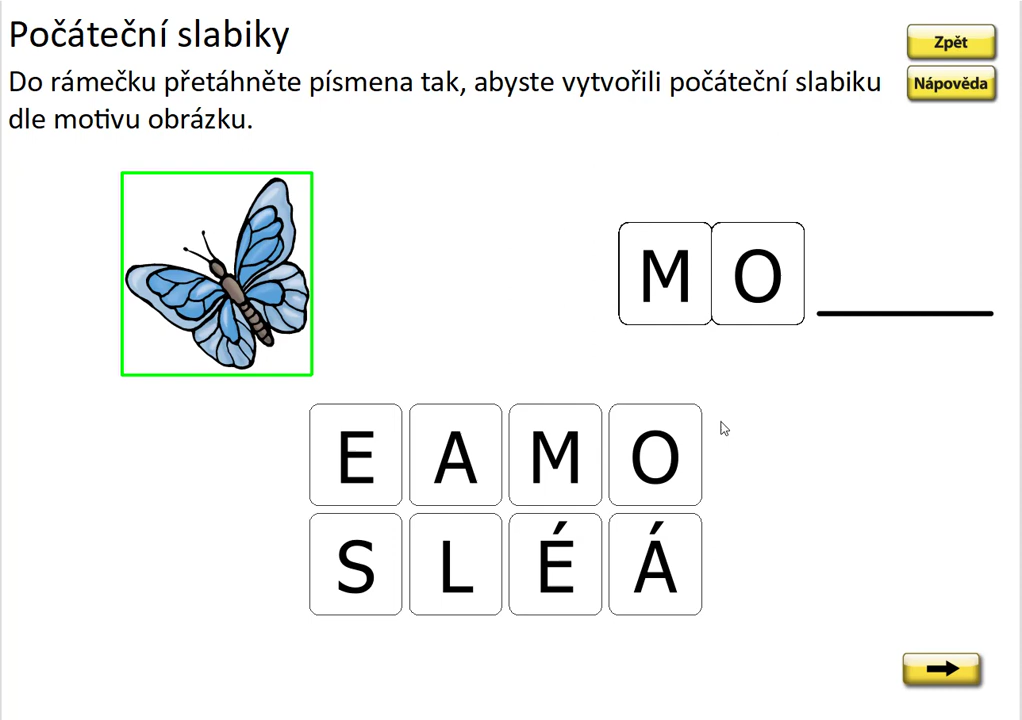 Počáteční slabiky
Zpět
Do rámečku přetáhněte písmena tak, abyste vytvořili počáteční slabiku
Nápověda
dle motivu obrázku.
M O
E A M O
S L É Á